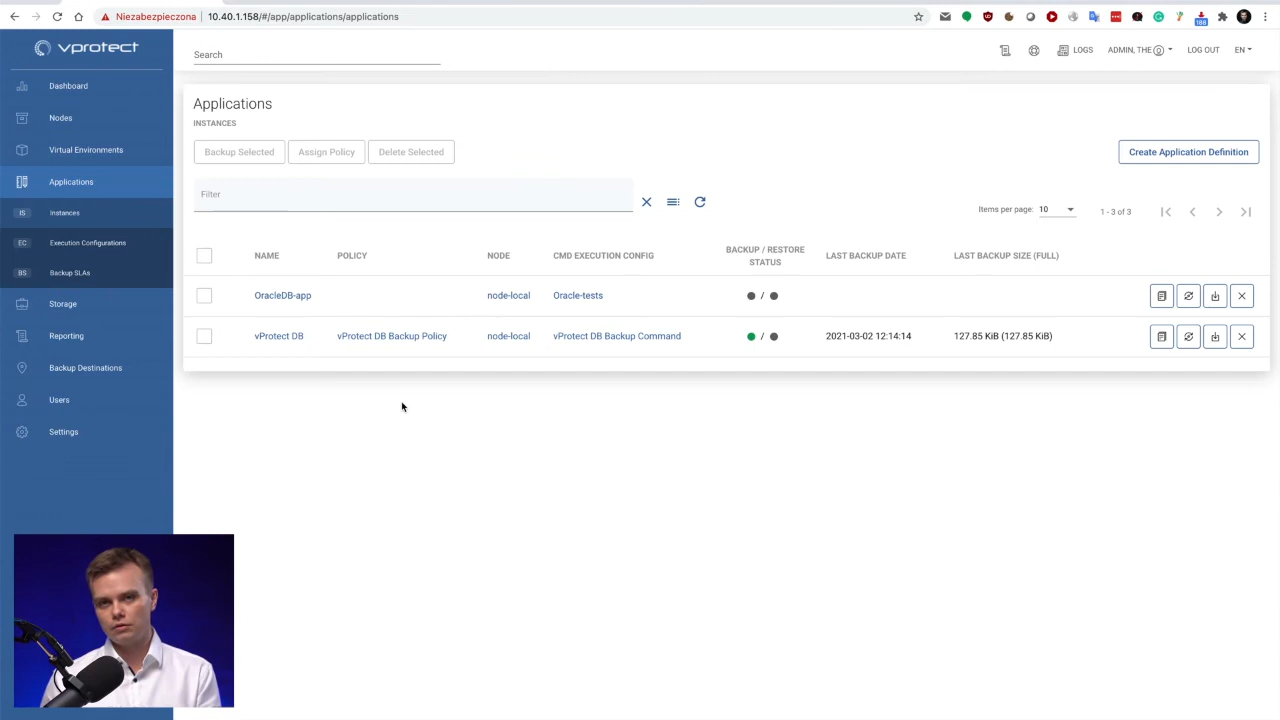 Niezabezpieczona 10.40.1.158/#/app/applications/applications
188
vprotect
Search
LOGS
ADMIN, THE
LOG OUT
EN
Dashboard
Nodes
Virtual Environments
Applications
IS Instances
EC Execution Configurations
BS Backup SLAs
Storage
Reporting
Backup Destinations
Users
Settings
Applications
INSTANCES
Backup Selected Assign Policy Delete Selected
Create Application Definition
Filter
Items per page: 10 1 - 3 of 3
NAME POLICY NODE CMD EXECUTION CONFIG BACKUP / RESTORE STATUS LAST BACKUP DATE LAST BACKUP SIZE (FULL)
OracleDB-app node-local Oracle-tests /
vProtect DB vProtect DB Backup Policy node-local vProtect DB Backup Command / 2021-03-02 12:14:14 127.85 KiB (127.85 KiB)